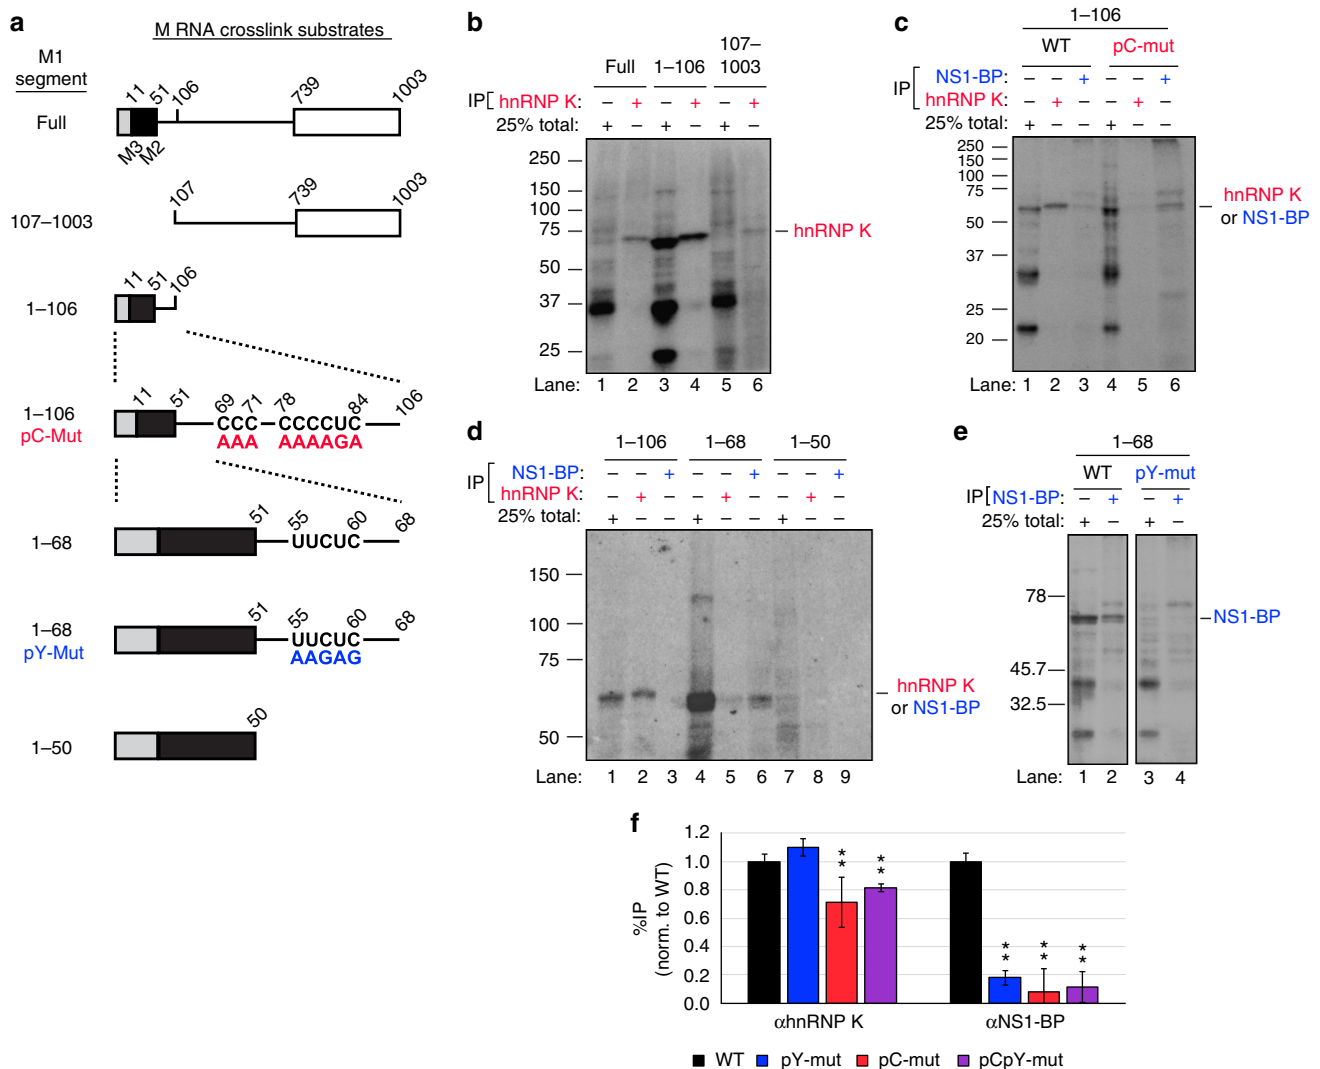 a
M RNA crosslink substrates
M1
segment
Full
11 51 106 739 1003
M3 M2
107–1003
107 739 1003
1–106
11 51 106
1–106
pC-Mut
11 51 69 71 78 84 106
CCC CCCCUC
AAA AAAAGA
1–68
51 55 60 68
UUCUC
1–68
pY-Mut
51 55 60 68
UUCUC
AAGAG
1–50
50
b
Full 1–106 107–1003
IP[ hnRNP K: – + – + – +
25% total: + – + – + –
250
150
100
75
50
37
25
hnRNP K
Lane: 1 2 3 4 5 6
c
1–106
WT pC-mut
IP[ NS1-BP: – – + – – +
hnRNP K: – + – – + –
25% total: + – – + – –
250
150
100
75
50
37
25
20
hnRNP K
or NS1-BP
Lane: 1 2 3 4 5 6
d
1–106 1–68 1–50
IP[ NS1-BP: – – + – – + – – +
hnRNP K: – + – – + – – + –
25% total: + – – + – – + – –
150
100
75
50
hnRNP K
or NS1-BP
Lane: 1 2 3 4 5 6 7 8 9
e
1–68
WT pY-mut
IP[NS1-BP: – + – +
25% total: + – + –
78
45.7
32.5
NS1-BP
Lane: 1 2 3 4
f
%IP
(norm. to WT)
1.2
1.0
0.8
0.6
0.4
0.2
0.0
** ** ** ** **
αhnRNP K αNS1-BP
WT pY-mut pC-mut pCpY-mut